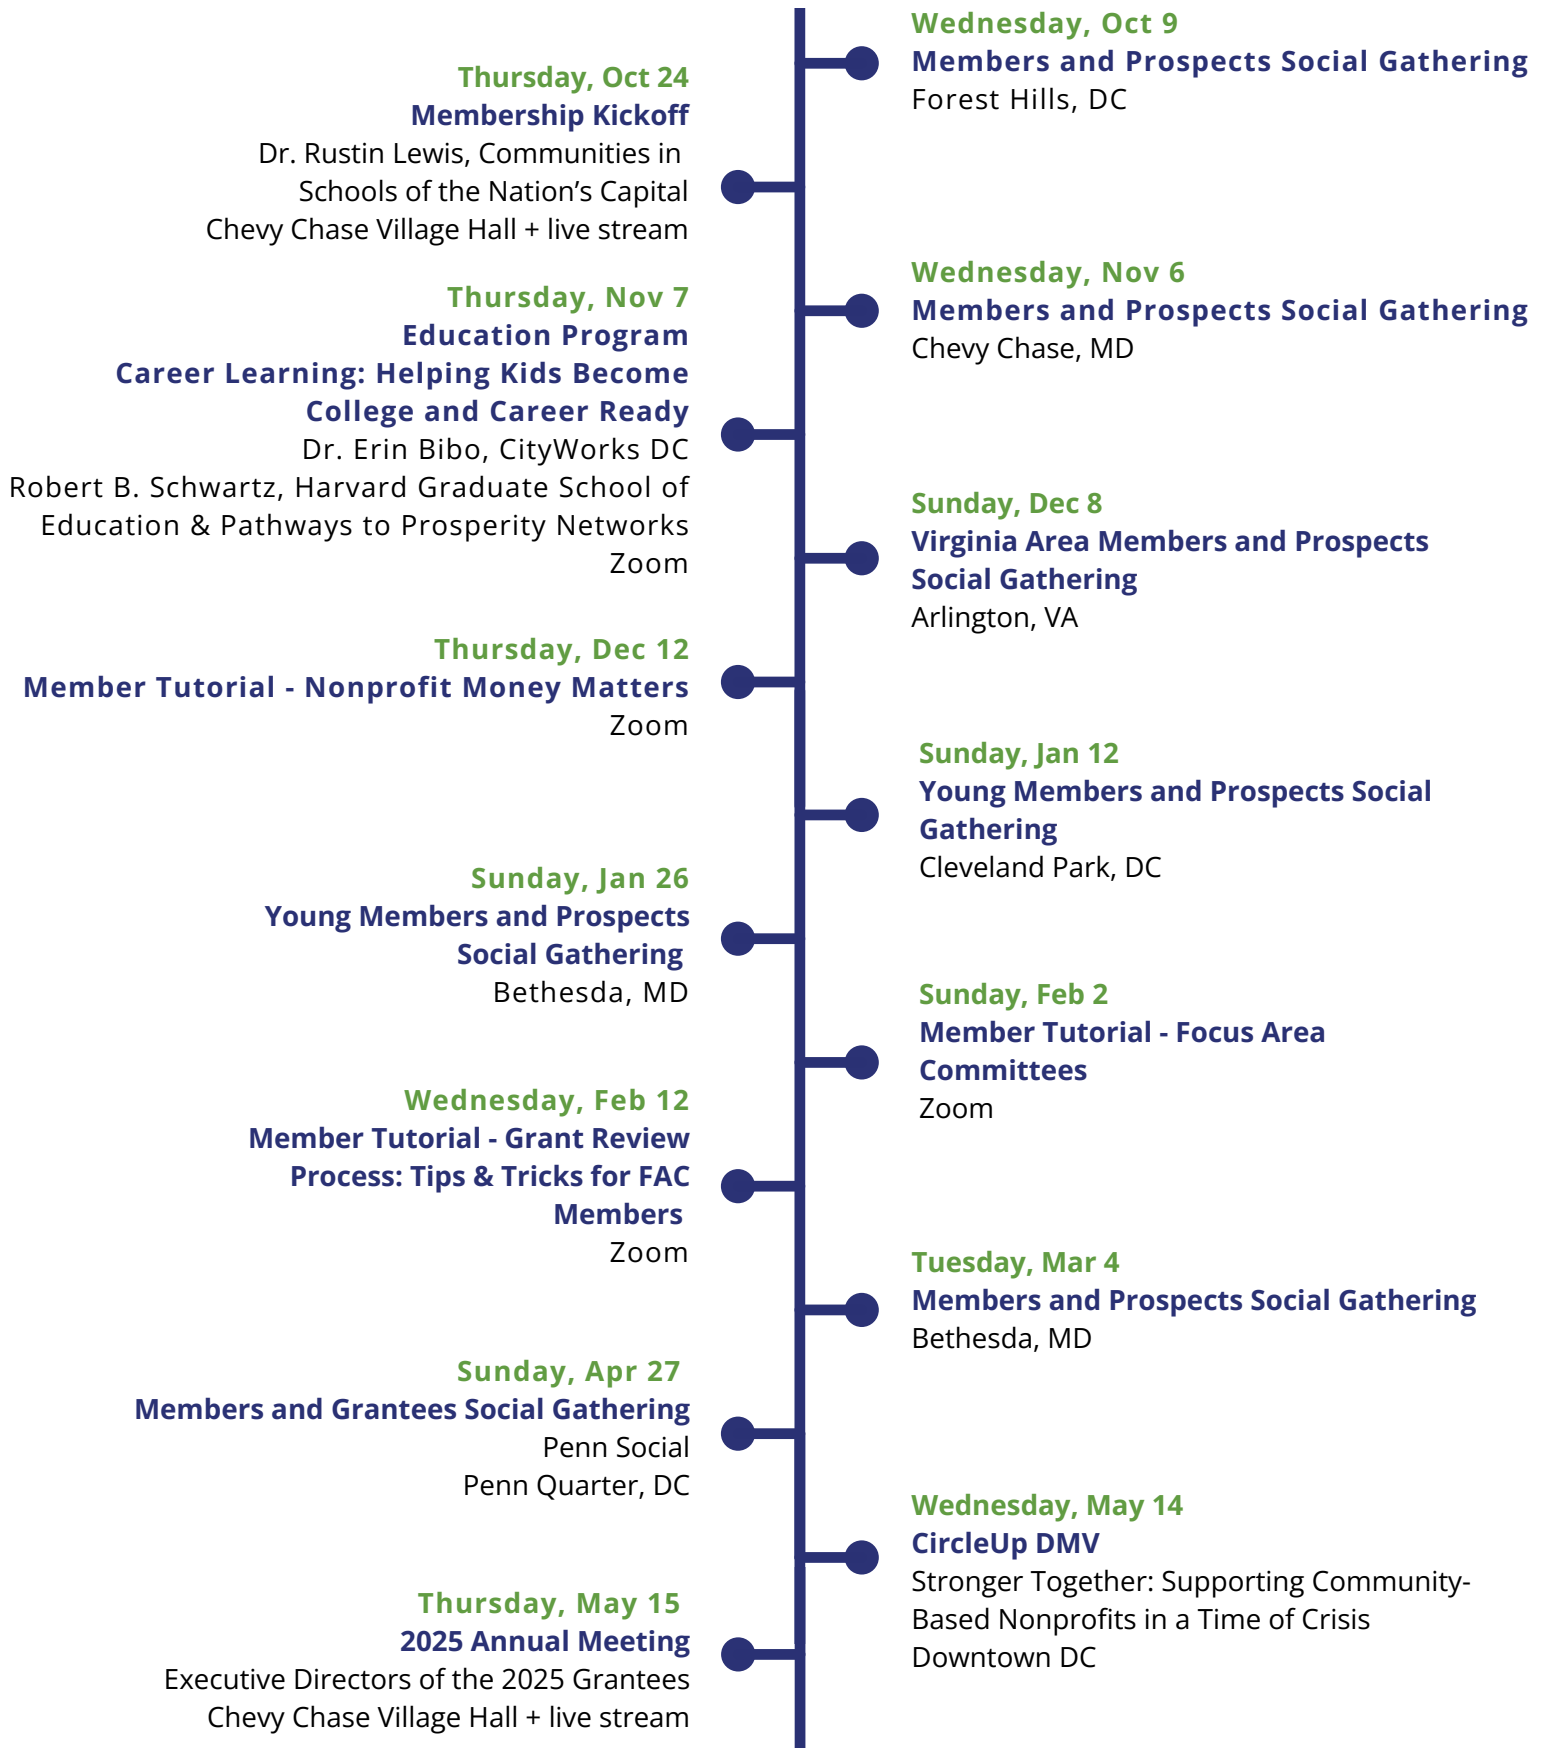 Wednesday, Oct 9
Members and Prospects Social Gathering
Forest Hills, DC
Thursday, Oct 24
Membership Kickoff
Dr. Rustin Lewis, Communities in
Schools of the Nation’s Capital
Chevy Chase Village Hall + live stream
Wednesday, Nov 6
Members and Prospects Social Gathering
Chevy Chase, MD
Thursday, Nov 7
Education Program
Career Learning: Helping Kids Become
College and Career Ready
Dr. Erin Bibo, CityWorks DC
Robert B. Schwartz, Harvard Graduate School of
Education & Pathways to Prosperity Networks
Zoom
Sunday, Dec 8
Virginia Area Members and Prospects
Social Gathering
Arlington, VA
Thursday, Dec 12
Member Tutorial - Nonprofit Money Matters
Zoom
Sunday, Jan 12
Young Members and Prospects Social
Gathering
Cleveland Park, DC
Sunday, Jan 26
Young Members and Prospects
Social Gathering
Bethesda, MD
Sunday, Feb 2
Member Tutorial - Focus Area
Committees
Zoom
Wednesday, Feb 12
Member Tutorial - Grant Review
Process: Tips & Tricks for FAC
Members
Zoom
Tuesday, Mar 4
Members and Prospects Social Gathering
Bethesda, MD
Sunday, Apr 27
Members and Grantees Social Gathering
Penn Social
Penn Quarter, DC
Wednesday, May 14
CircleUp DMV
Stronger Together: Supporting Community-
Based Nonprofits in a Time of Crisis
Downtown DC
Thursday, May 15
2025 Annual Meeting
Executive Directors of the 2025 Grantees
Chevy Chase Village Hall + live stream